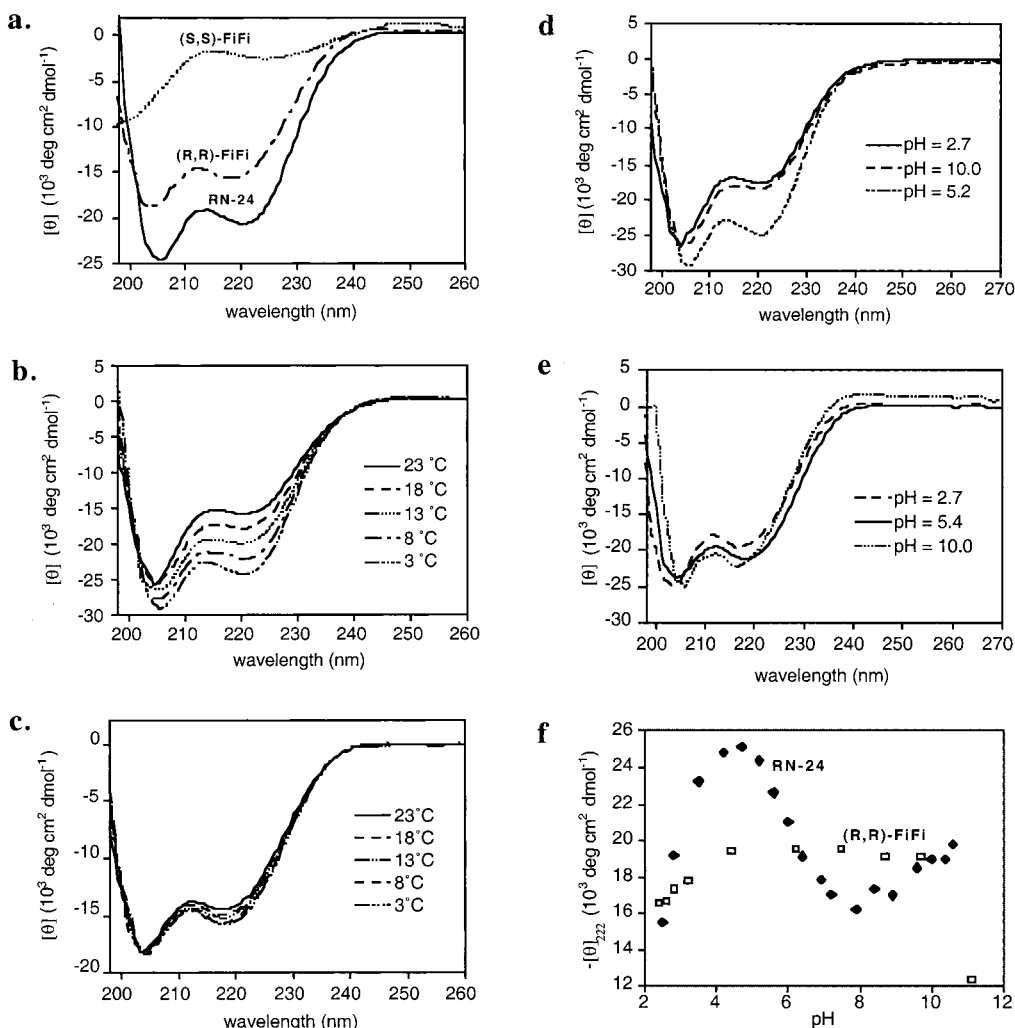 a.
5
0
-5
-10
-15
-20
-25
[θ] (10³ deg cm² dmol⁻¹)
(S,S)-FiFi
(R,R)-FiFi
RN-24
200 210 220 230 240 250 260
wavelength (nm)
b.
5
0
-5
-10
-15
-20
-25
-30
[θ] (10³ deg cm² dmol⁻¹)
23 °C
18 °C
13 °C
8 °C
3 °C
200 210 220 230 240 250 260
wavelength (nm)
c.
0
-5
-10
-15
-20
[θ] (10³ deg cm² dmol⁻¹)
23°C
18°C
13°C
8°C
3°C
200 210 220 230 240 250 260
wavelength (nm)
d
5
0
-5
-10
-15
-20
-25
-30
[θ] (10³ deg cm² dmol⁻¹)
pH = 2.7
pH = 10.0
pH = 5.2
200 210 220 230 240 250 260 270
wavelength (nm)
e
5
0
-5
-10
-15
-20
-25
-30
[θ] (10³ deg cm² dmol⁻¹)
pH = 2.7
pH = 5.4
pH = 10.0
200 210 220 230 240 250 260 270
wavelength (nm)
f
26
24
22
20
18
16
14
12
-[θ]₂₂₂ (10³ deg cm² dmol⁻¹)
RN-24
(R,R)-FiFi
2 4 6 8 10 12
pH